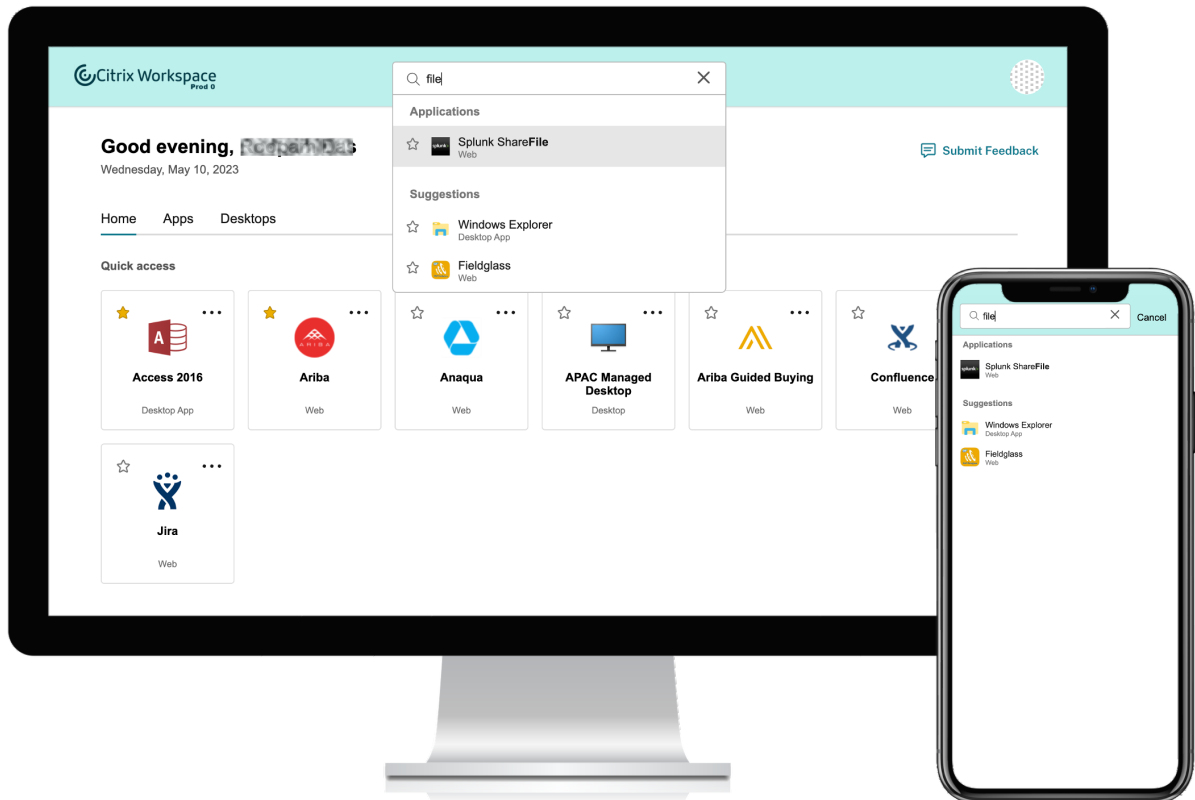 Citrix Workspace
Prod 0
file
Applications
Splunk ShareFile
Web
Suggestions
Windows Explorer
Desktop App
Fieldglass
Web
Good evening,
Wednesday, May 10, 2023
Submit Feedback
Home Apps Desktops
Quick access
Access 2016
Desktop App
ARIBA
Ariba
Web
Anaqua
Web
APAC Managed
Desktop
Desktop
Ariba Guided Buying
Web
Confluence
Web
Jira
Web
file
Cancel
Applications
splunk>
Splunk ShareFile
Web
Suggestions
Windows Explorer
Desktop App
Fieldglass
Web